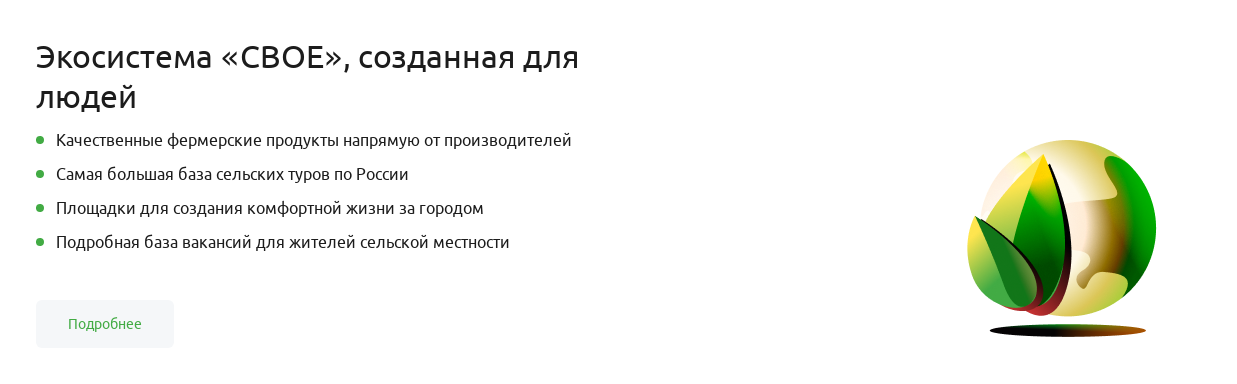 Экосистема «СВОЕ», созданная для
людей
Качественные фермерские продукты напрямую от производителей
Самая большая база сельских туров по России
Площадки для создания комфортной жизни за городом
Подробная база вакансий для жителей сельской местности
Подробнее